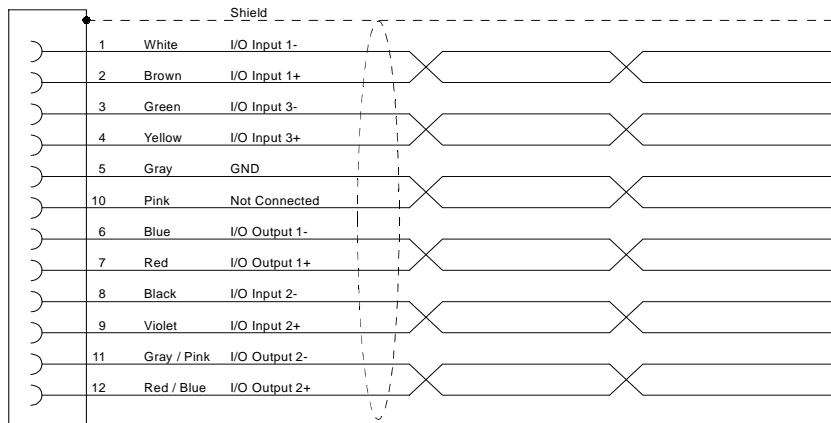 Shield
1 White I/O Input 1-
2 Brown I/O Input 1+
3 Green I/O Input 3-
4 Yellow I/O Input 3+
5 Gray GND
10 Pink Not Connected
6 Blue I/O Output 1-
7 Red I/O Output 1+
8 Black I/O Input 2-
9 Violet I/O Input 2+
11 Gray / Pink I/O Output 2-
12 Red / Blue I/O Output 2+